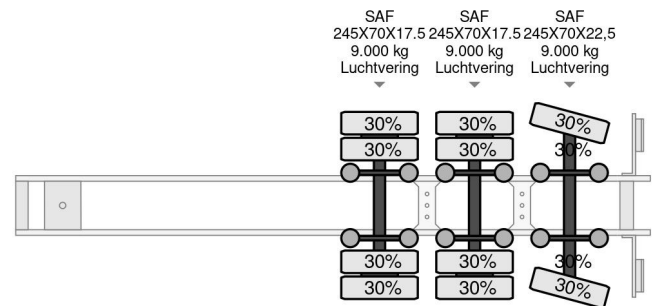 SAF SAF SAF
245X70X17.5 245X70X17.5 245X70X22,5
9.000 kg 9.000 kg 9.000 kg
Luchtvering Luchtvering Luchtvering
30% 30% 30%
30% 30% 30%
30% 30% 30%
30% 30% 30%